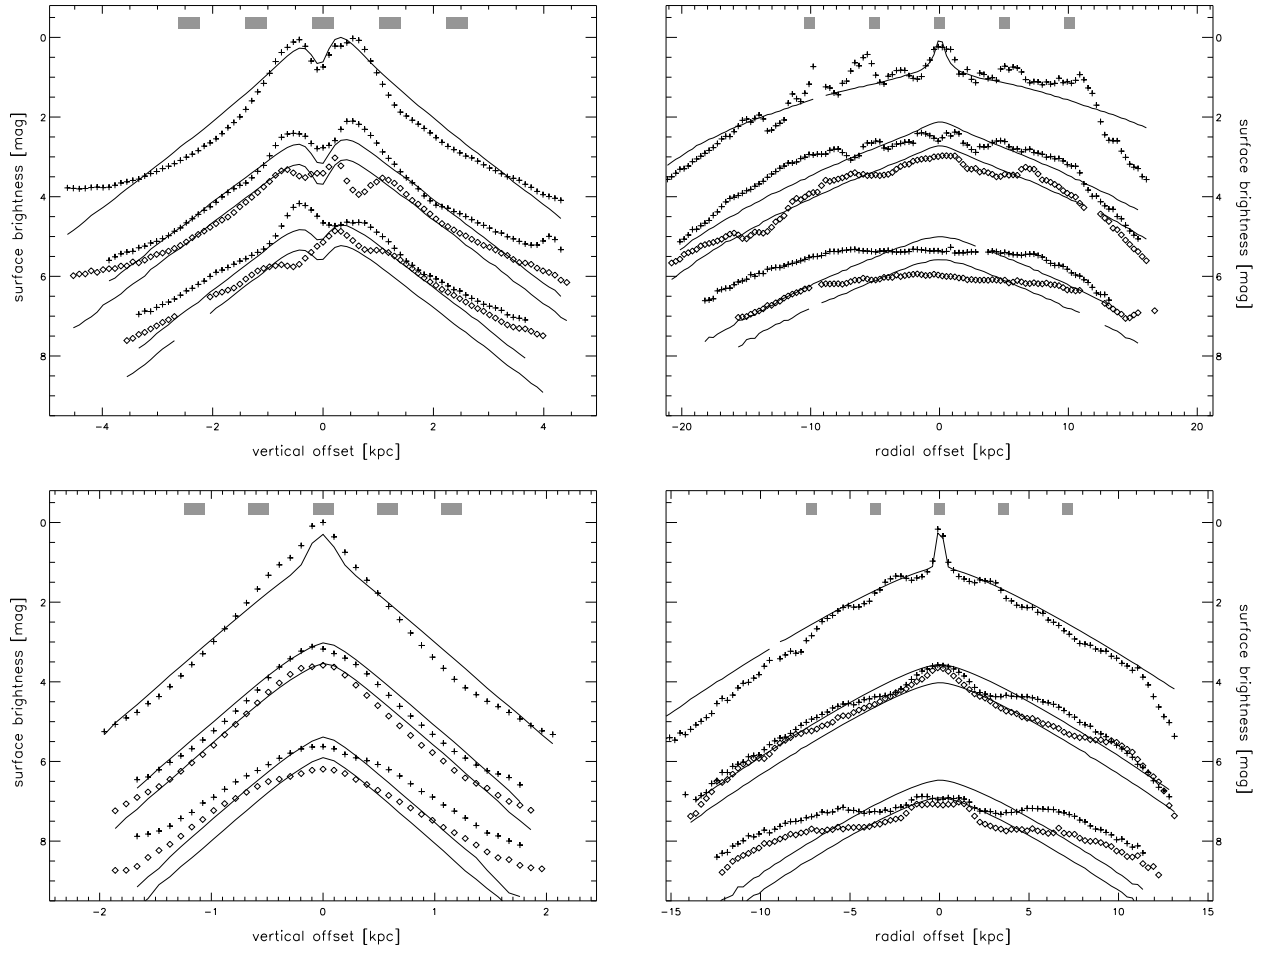 0
2
4
6
8
surface brightness [mag]
−4 −2 0 2 4
vertical offset [kpc]
−20 −10 0 10 20
radial offset [kpc]
0
2
4
6
8
surface brightness [mag]
0
2
4
6
8
surface brightness [mag]
−2 −1 0 1 2
vertical offset [kpc]
−15 −10 −5 0 5 10 15
radial offset [kpc]
0
2
4
6
8
surface brightness [mag]